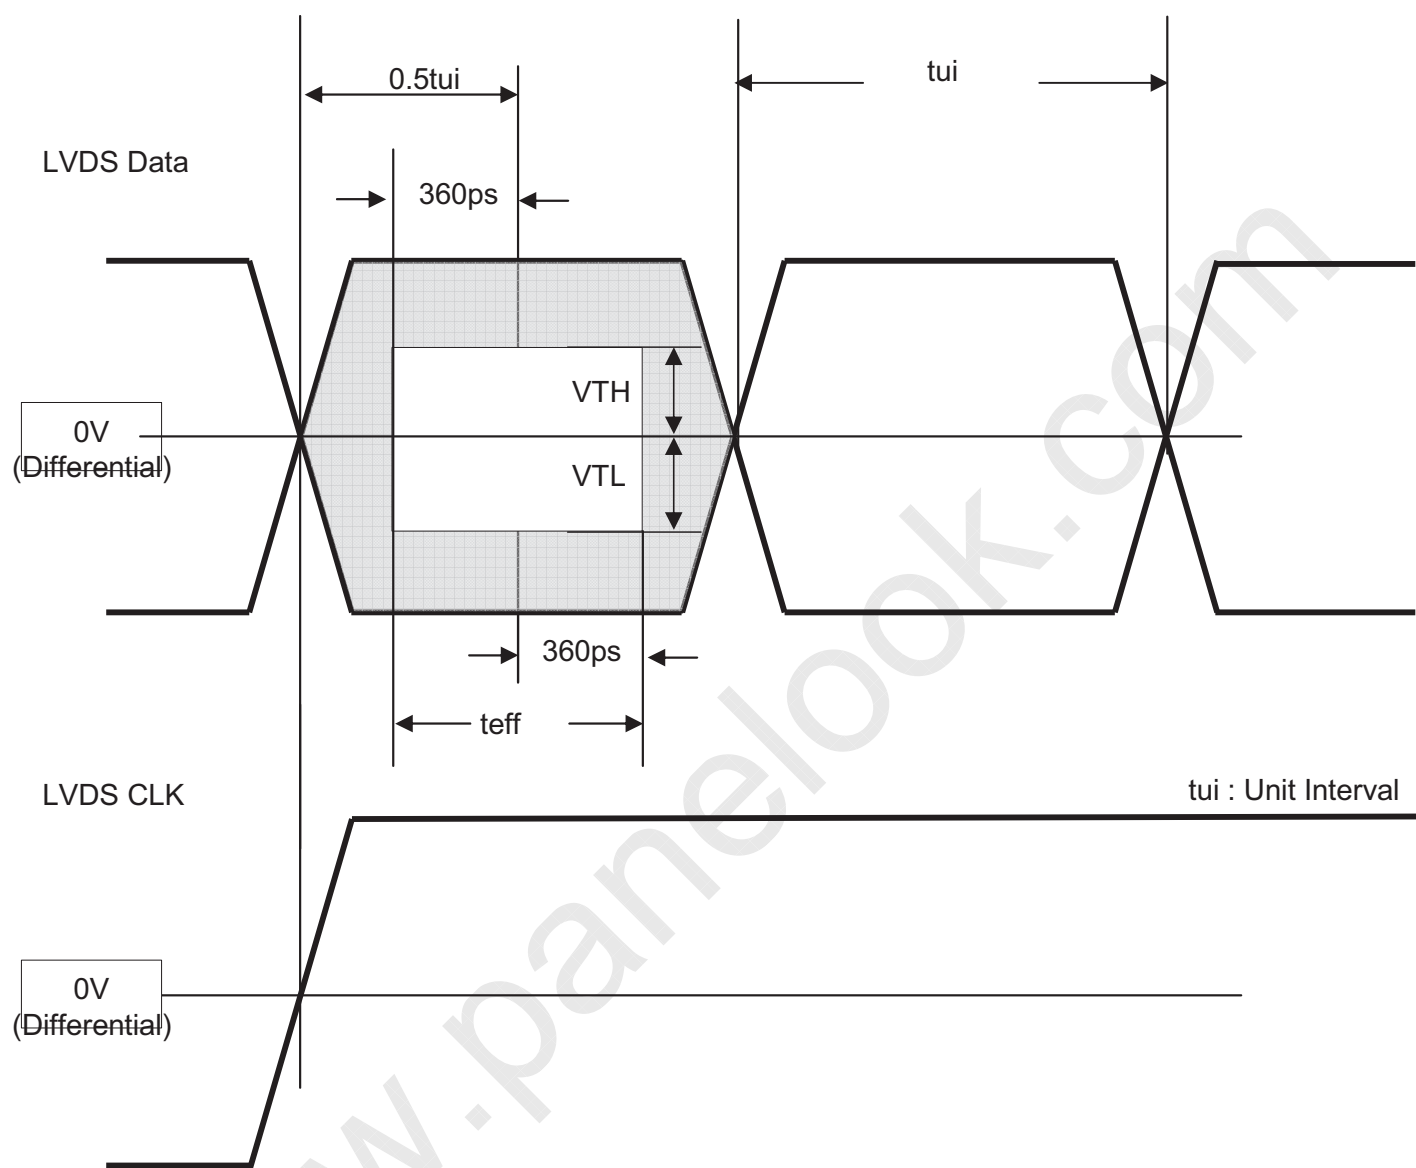 0.5tui
tui
LVDS Data
360ps
VTH
0V
(Differential)
VTL
360ps
teff
LVDS CLK
tui : Unit Interval
0V
(Differential)
w.panelook.com